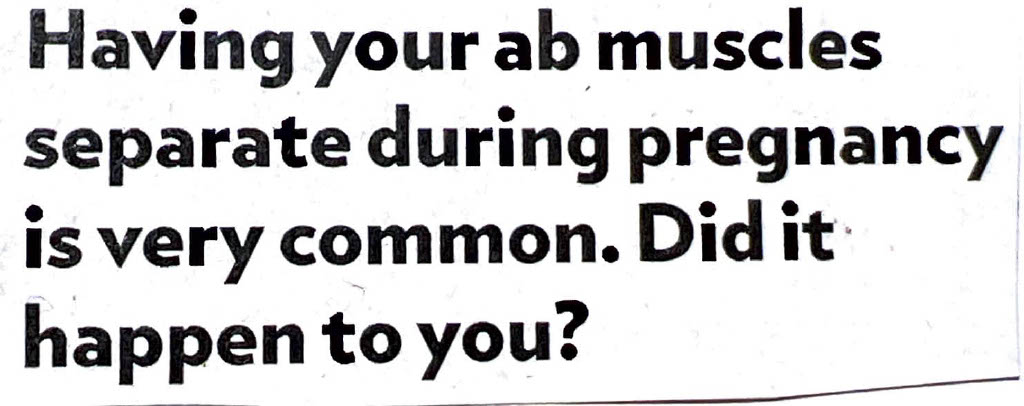 Having your ab muscles
separate during pregnancy
is very common. Did it
happen to you?